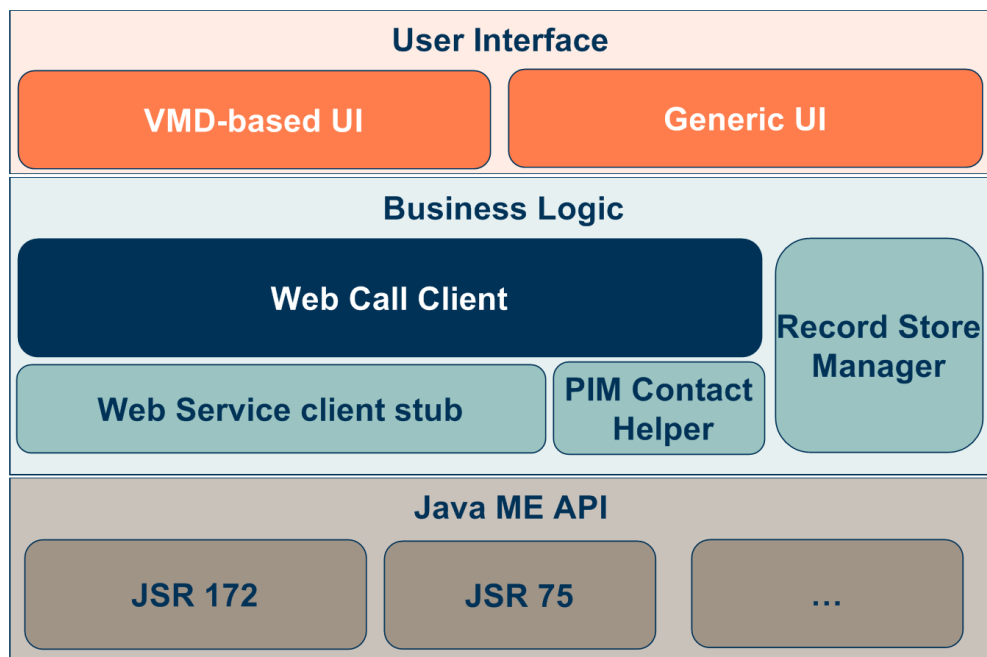 User Interface
VMD-based UI
Generic UI
Business Logic
Web Call Client
Record Store
Manager
Web Service client stub
PIM Contact
Helper
Java ME API
JSR 172
JSR 75
...